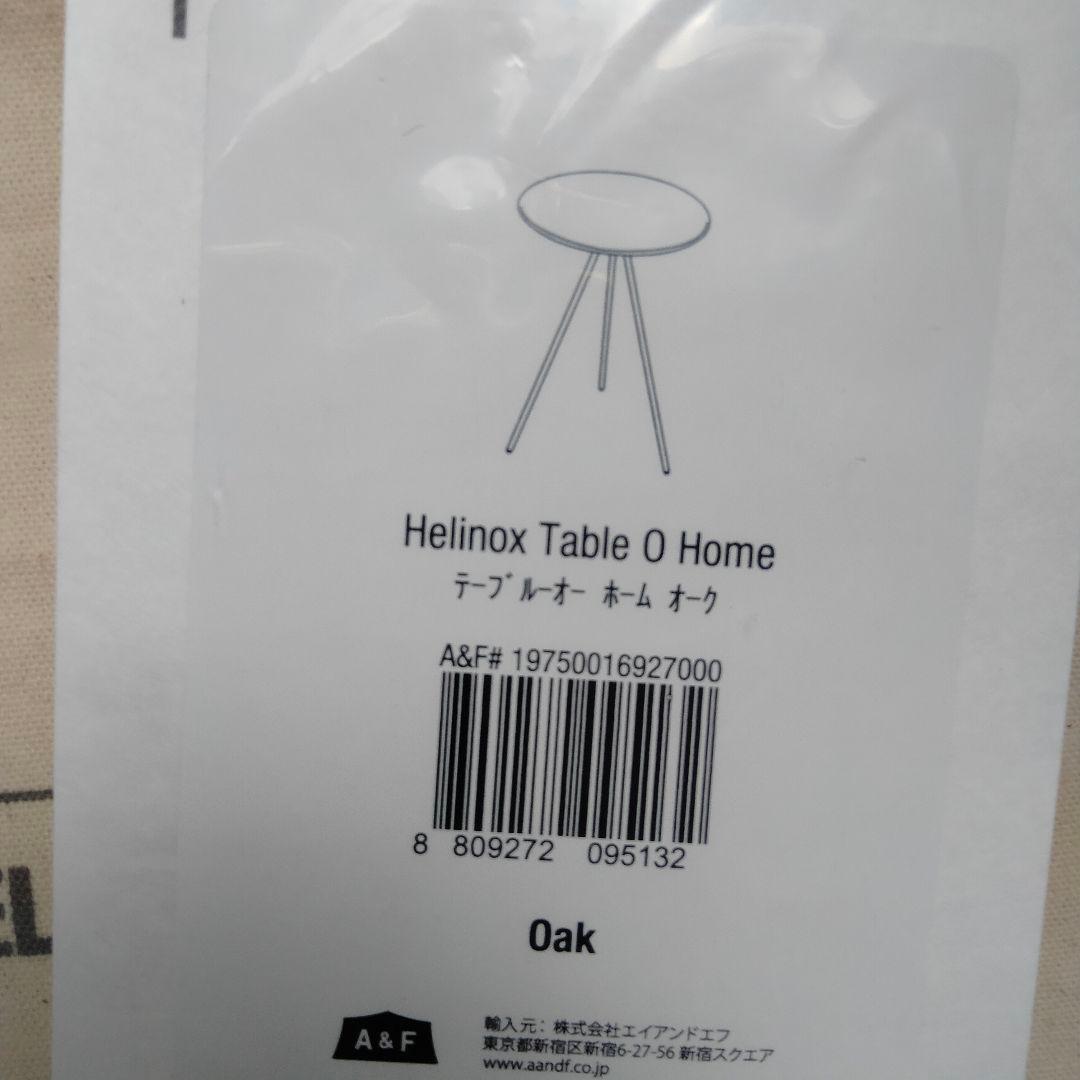 Helinox Table O Home
ﾃｰﾌﾞﾙｰｵｰ ﾎｰﾑ ｵｰｸ
A&F# 19750016927000
8 809272 095132
Oak
A & F
輸入元：株式会社エイアンドエフ
東京都新宿区新宿6-27-56 新宿スクエア
www.aandf.co.jp
EL